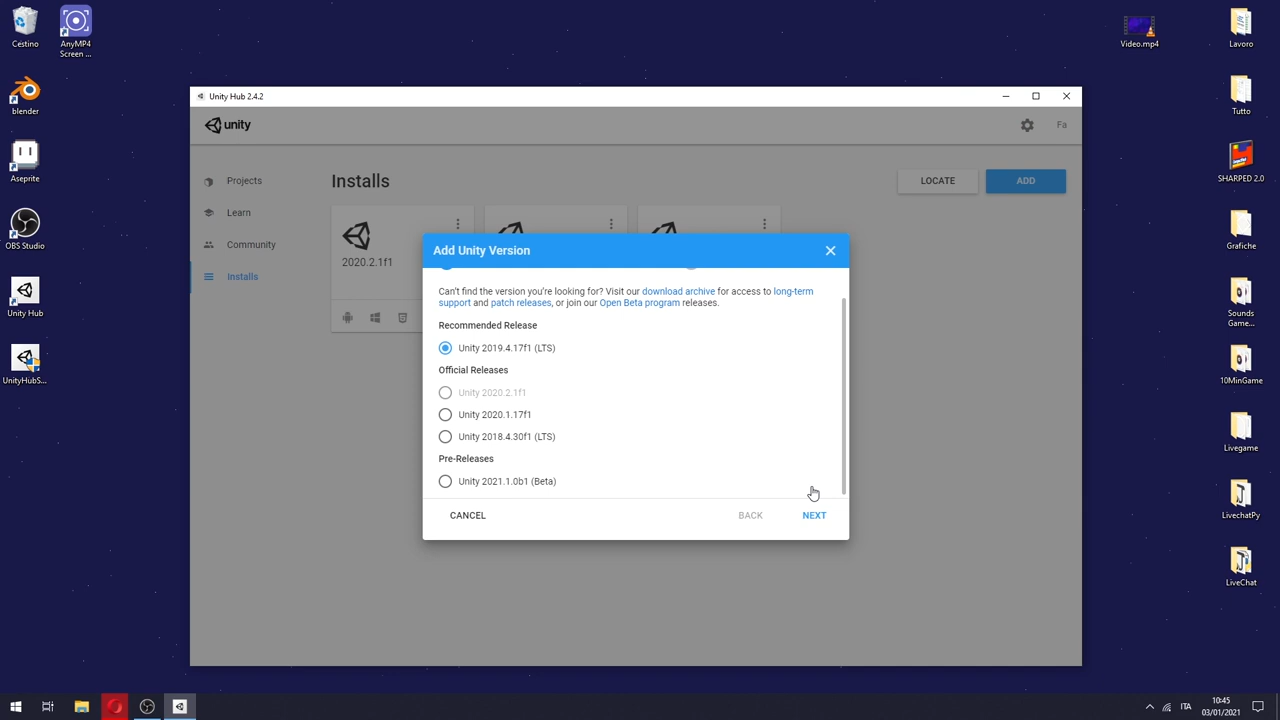 Cestino
AnyMP4
Screen ...
blender
Aseprite
OBS Studio
Unity Hub
UnityHubS...
Video.mp4
Lavoro
Tutto
SHARPED 2.0
Grafiche
Sounds
Game...
10MinGame
Livegame
LivechatPy
LiveChat
Unity Hub 2.4.2
unity
Fa
Projects
Learn
Community
Installs
Installs
LOCATE
ADD
2020.2.1f1
Add Unity Version
Can't find the version you're looking for? Visit our download archive for access to long-term
support and patch releases, or join our Open Beta program releases.
Recommended Release
Unity 2019.4.17f1 (LTS)
Official Releases
Unity 2020.2.1f1
Unity 2020.1.17f1
Unity 2018.4.30f1 (LTS)
Pre-Releases
Unity 2021.1.0b1 (Beta)
CANCEL
BACK
NEXT
ITA
10:45
03/01/2021